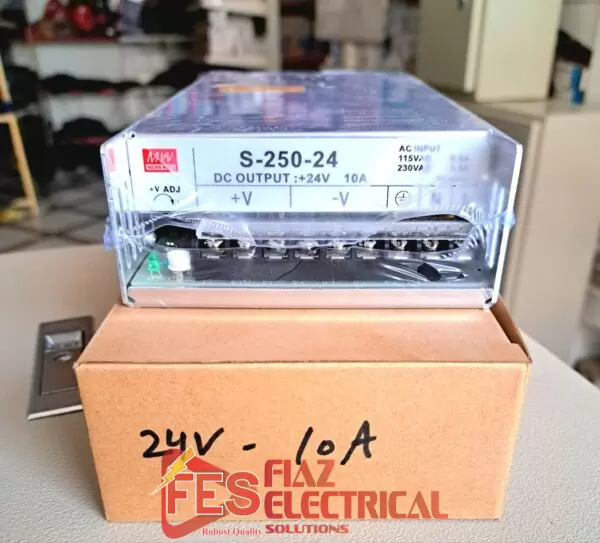 MW
S-250-24
DC OUTPUT :+24V 10A
AC INPUT
115VAC
230VAC
+V ADJ
+V -V N
24V - 10A
FES FIAZ
ELECTRICAL
SOLUTIONS
Robust Quality